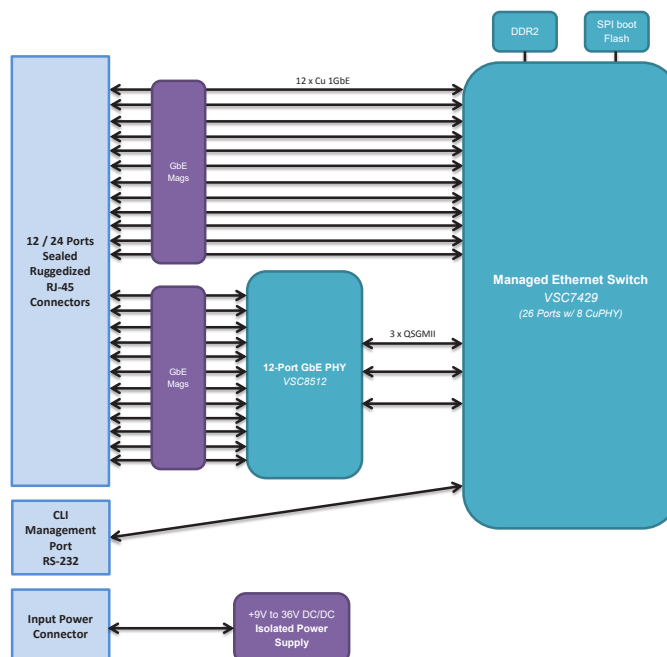 DDR2
SPI boot
Flash
12 x Cu 1GbE
GbE
Mags
12 / 24 Ports
Sealed
Ruggedized
RJ-45
Connectors
Managed Ethernet Switch
VSC7429
(26 Ports w/ 8 CuPHY)
3 x QSGMII
12-Port GbE PHY
VSC8512
GbE
Mags
CLI
Management
Port
RS-232
Input Power
Connector
+9V to 36V DC/DC
Isolated Power
Supply